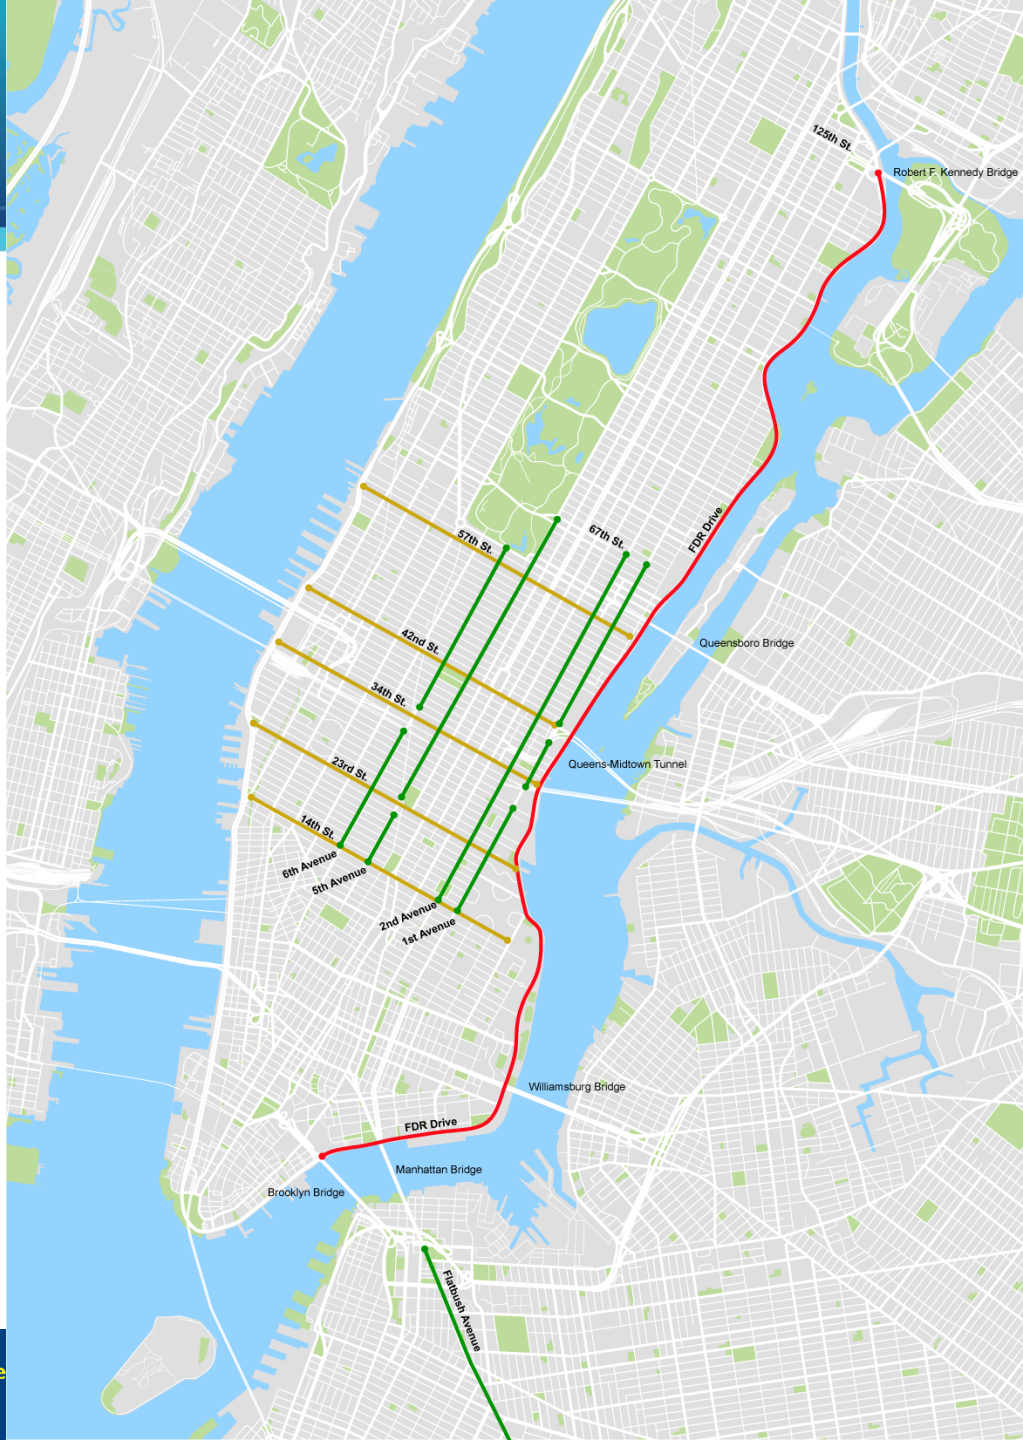 125th St.
Robert F. Kennedy Bridge
FDR Drive
67th St.
57th St.
42nd St.
Queensboro Bridge
34th St.
Queens-Midtown Tunnel
23rd St.
14th St.
6th Avenue
5th Avenue
2nd Avenue
1st Avenue
Williamsburg Bridge
FDR Drive
Manhattan Bridge
Brooklyn Bridge
Flatbush Avenue